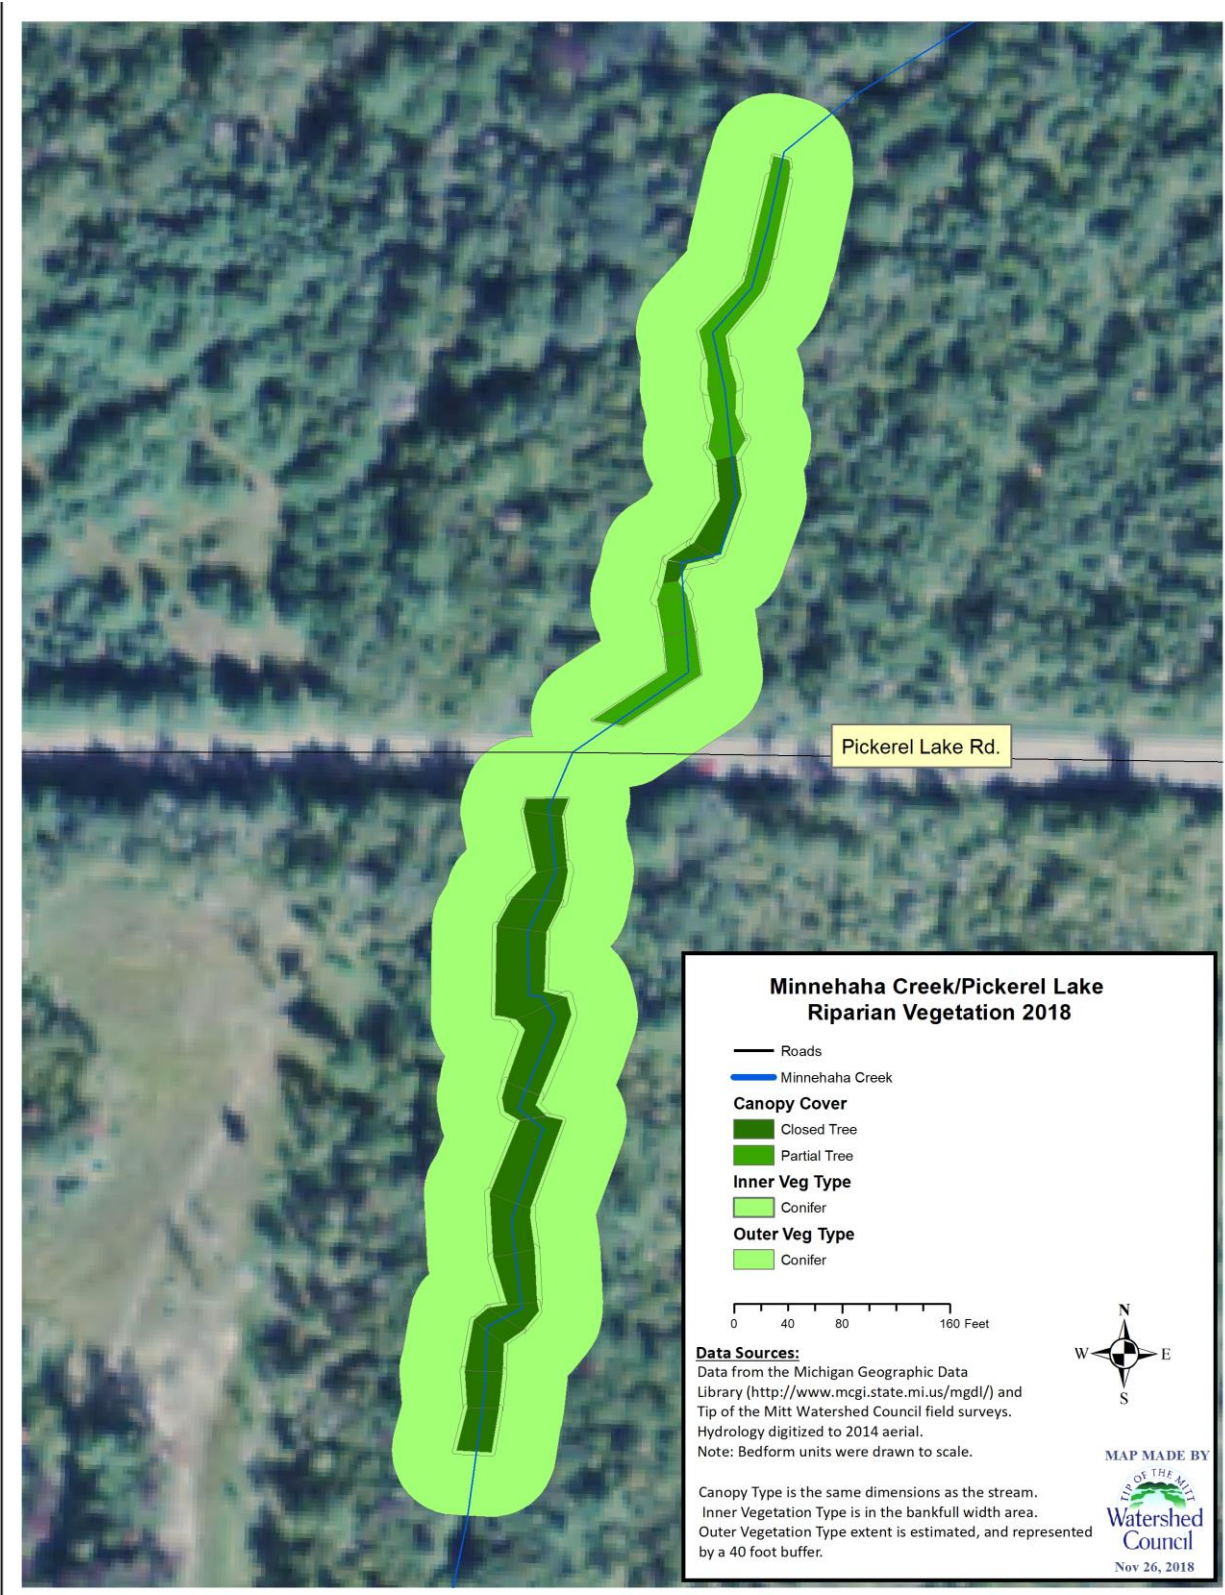 Pickerel Lake Rd.
Minnehaha Creek/Pickerel Lake
Riparian Vegetation 2018
Roads
Minnehaha Creek
Canopy Cover
Closed Tree
Partial Tree
Inner Veg Type
Conifer
Outer Veg Type
Conifer
0 40 80 160 Feet
N
W E
S
Data Sources:
Data from the Michigan Geographic Data
Library (http://www.mcgi.state.mi.us/mgdl/) and
Tip of the Mitt Watershed Council field surveys.
Hydrology digitized to 2014 aerial.
Note: Bedform units were drawn to scale.
Canopy Type is the same dimensions as the stream.
Inner Vegetation Type is in the bankfull width area.
Outer Vegetation Type extent is estimated, and represented
by a 40 foot buffer.
MAP MADE BY
TIP OF THE MITT
Watershed
Council
Nov 26, 2018